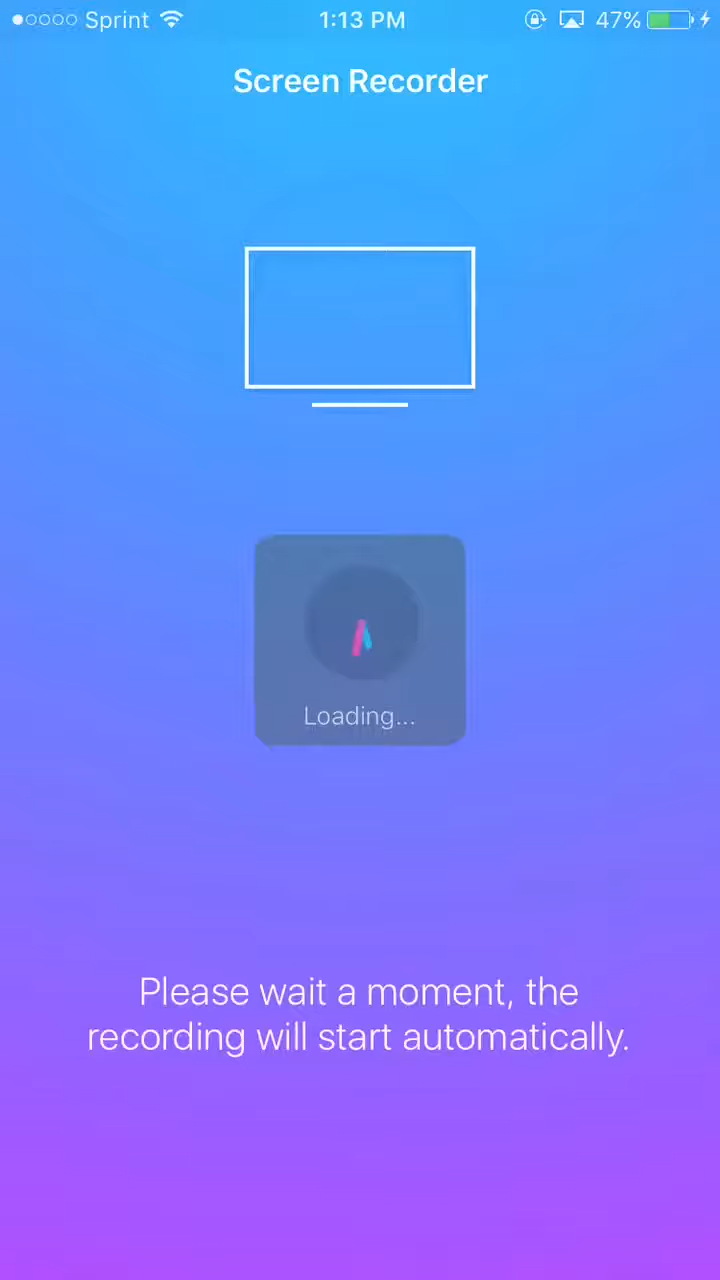 Sprint 1:13 PM 47%
Screen Recorder
Loading...
Please wait a moment, the
recording will start automatically.